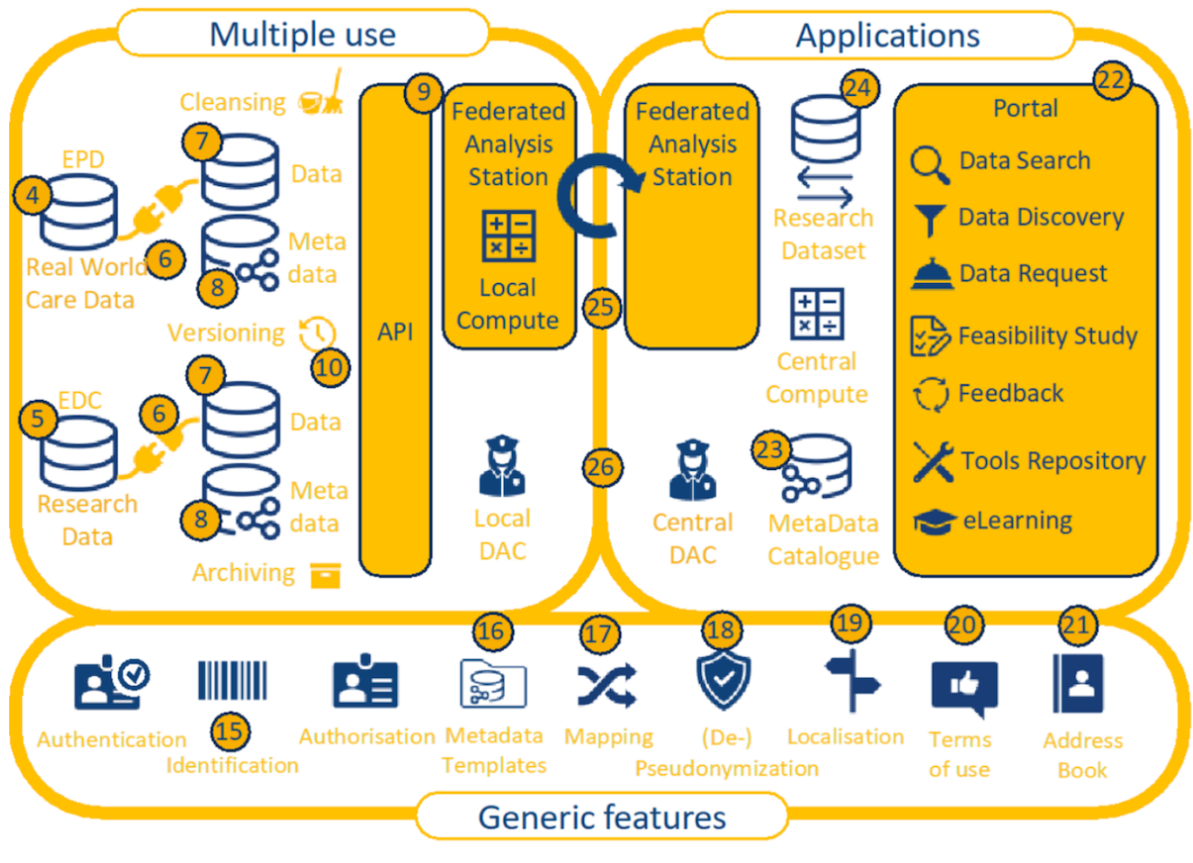 Multiple use
Cleansing
7
EPD
4
Data
6
Real World
Care Data
8
Meta
data
Versioning
10
7
EDC
5
6
Data
Research
Data
8
Meta
data
Archiving
API
9
Federated
Analysis
Station
+ −
× ÷
Local
Compute
Local
DAC
25
26
Applications
Federated
Analysis
Station
Central
DAC
24
Research
Dataset
+ −
× ÷
Central
Compute
23
MetaData
Catalogue
22
Portal
Data Search
Data Discovery
Data Request
Feasibility Study
Feedback
Tools Repository
eLearning
Authentication
15
Identification
Authorisation
16
Metadata
Templates
17
Mapping
18
(De-)
Pseudonymization
19
Localisation
20
Terms
of use
21
Address
Book
Generic features